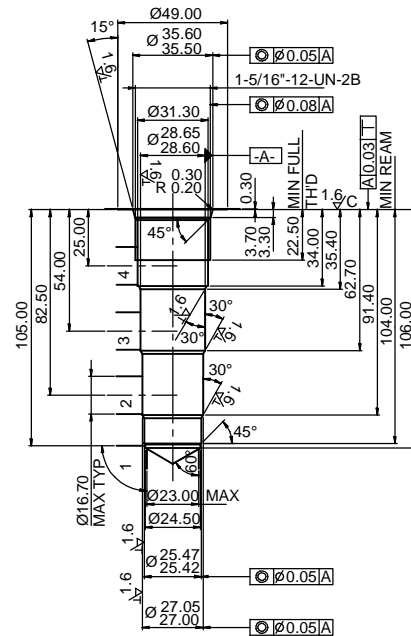 Ø49.00
15°
Ø 35.60
35.50
◎ Ø0.05 A
1.6
1-5/16"-12-UN-2B
Ø31.30
◎ Ø0.08 A
Ø 28.65
28.60
-A-
1.6
R 0.30
0.20
0.30
MIN FULL
TH'D
1.6
/C
A 0.03 T
MIN REAM
45°
25.00
54.00
82.50
105.00
3.70
3.30
22.50
34.00
35.40
62.70
91.40
104.00
106.00
4
1.6
30°
30°
1.6
3
30°
1.6
2
45°
1
60°
Ø16.70
MAX TYP
Ø23.00 MAX
Ø24.50
1.6
Ø 25.47
25.42
◎ Ø0.05 A
1.6
Ø 27.05
27.00
◎ Ø0.05 A